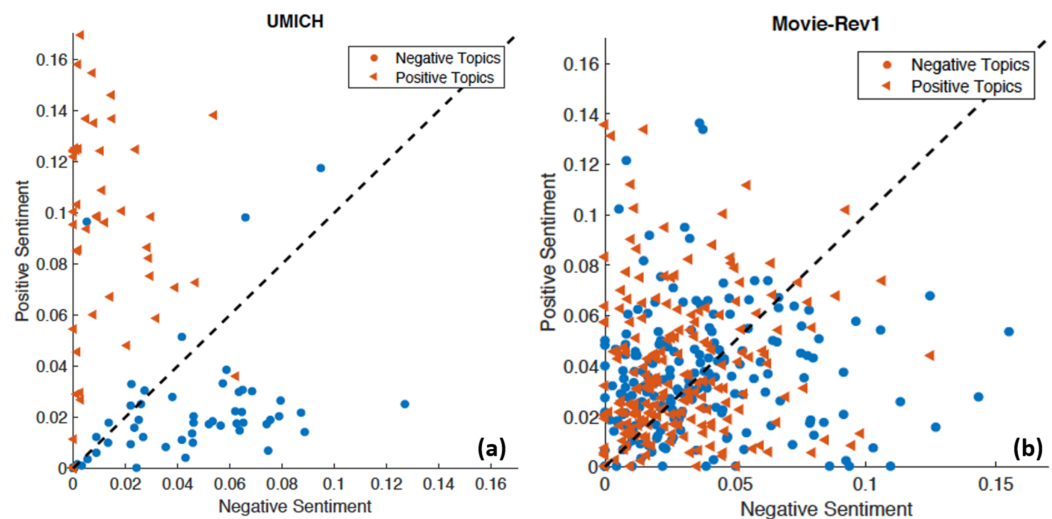 UMICH
Negative Topics
Positive Topics
Positive Sentiment
0.16
0.14
0.12
0.1
0.08
0.06
0.04
0.02
0
0 0.02 0.04 0.06 0.08 0.1 0.12 0.14 0.16
Negative Sentiment
(a)
Movie-Rev1
Negative Topics
Positive Topics
Positive Sentiment
0.16
0.14
0.12
0.1
0.08
0.06
0.04
0.02
0
0 0.05 0.1 0.15
Negative Sentiment
(b)